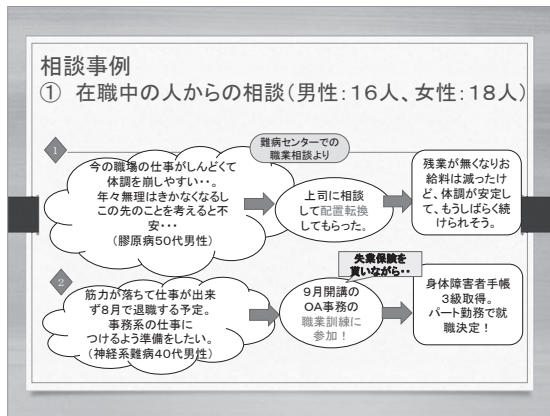 相談事例
① 在職中の人からの相談(男性:16人、女性:18人)
難病センターでの
職業相談より
1
今の職場の仕事がしんどくて
体調を崩しやすい・・。
年々無理はきかなくなるし
この先のことを考えると不
安・・・
(膠原病50代男性)
上司に相談
して配置転換
してもらった。
残業が無くなりお
給料は減ったけ
ど、体調が安定し
て、もうしばらく続
けられそう。
2
筋力が落ちて仕事が出来
ず8月で退職する予定。
事務系の仕事に
つけるよう準備をしたい。
(神経系難病40代男性)
失業保険を
貰いながら・・
9月開講の
OA事務の
職業訓練に
参加!
身体障害者手帳
3級取得。
パート勤務で就
職決定!